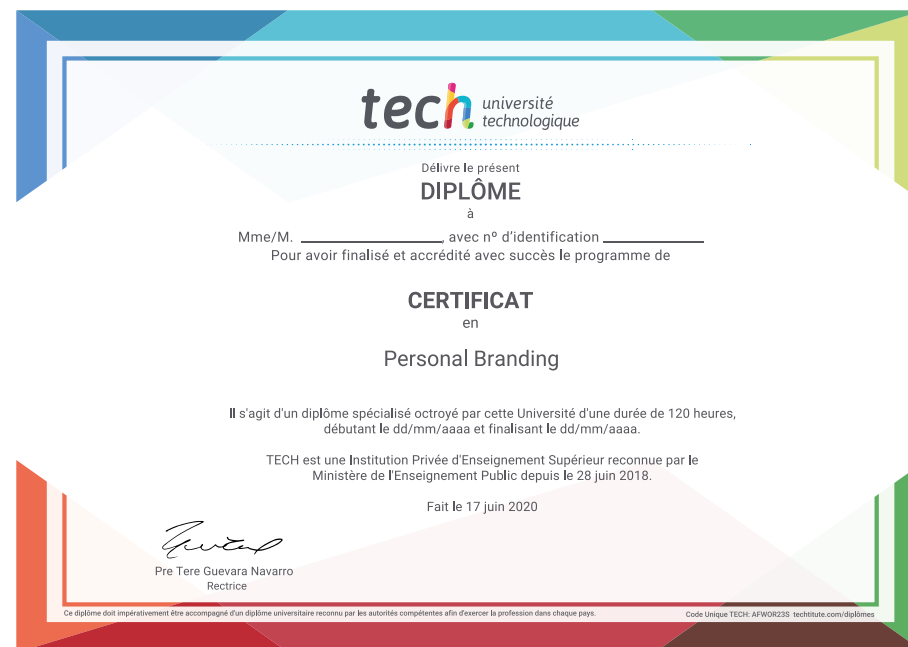 tech université
technologique
Délivre le présent
DIPLÔME
à
Mme/M. ____________________, avec nº d'identification ______________
Pour avoir finalisé et accrédité avec succès le programme de
CERTIFICAT
en
Personal Branding
Il s'agit d'un diplôme spécialisé octroyé par cette Université d'une durée de 120 heures,
débutant le dd/mm/aaaa et finalisant le dd/mm/aaaa.
TECH est une Institution Privée d'Enseignement Supérieur reconnue par le
Ministère de l'Enseignement Public depuis le 28 juin 2018.
Fait le 17 juin 2020
Pre Tere Guevara Navarro
Rectrice
Ce diplôme doit impérativement être accompagné d'un diplôme universitaire reconnu par les autorités compétentes afin d'exercer la profession dans chaque pays.
Code Unique TECH: AFWOR23S techtitute.com/diplômes